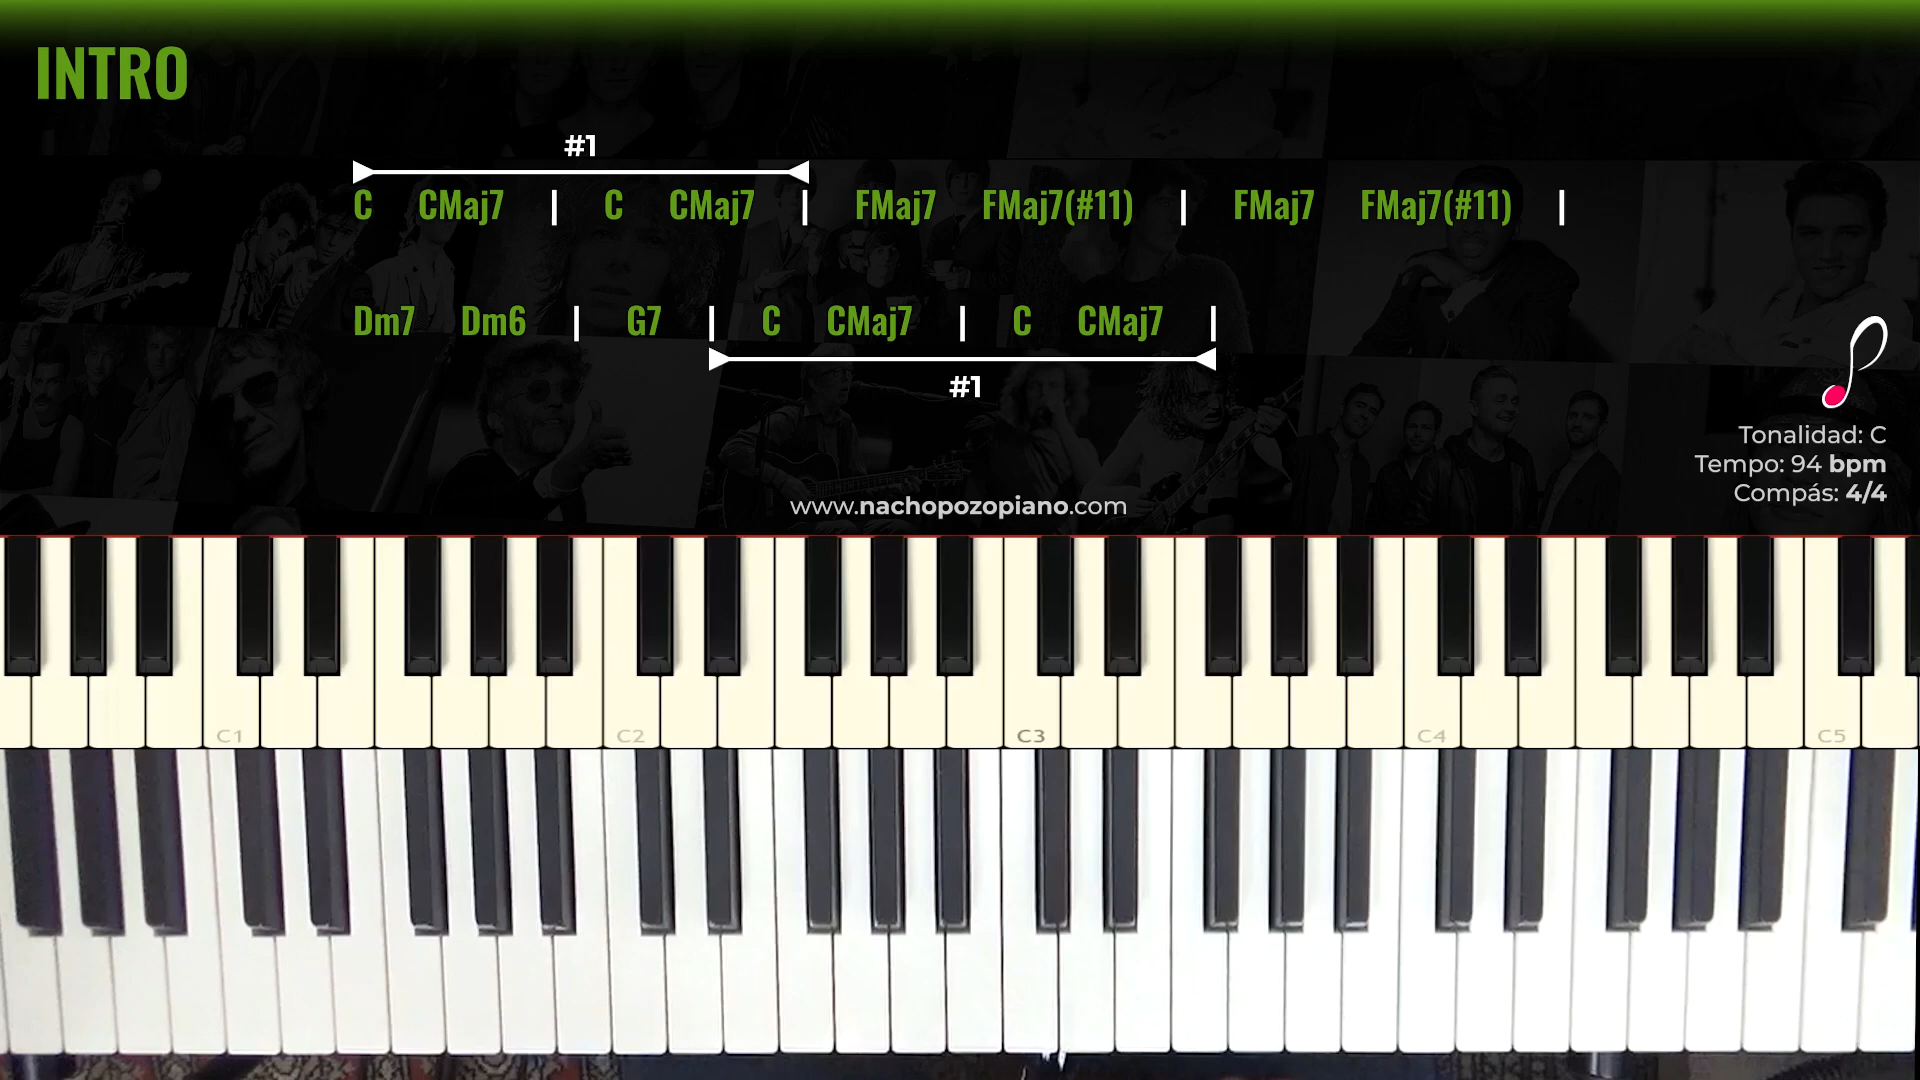 INTRO
#1
C CMaj7 | C CMaj7 | FMaj7 FMaj7(#11) | FMaj7 FMaj7(#11) |
Dm7 Dm6 | G7 | C CMaj7 | C CMaj7 |
#1
Tonalidad: C
Tempo: 94 bpm
Compás: 4/4
www.nachopozopiano.com
C1 C2 C3 C4 C5